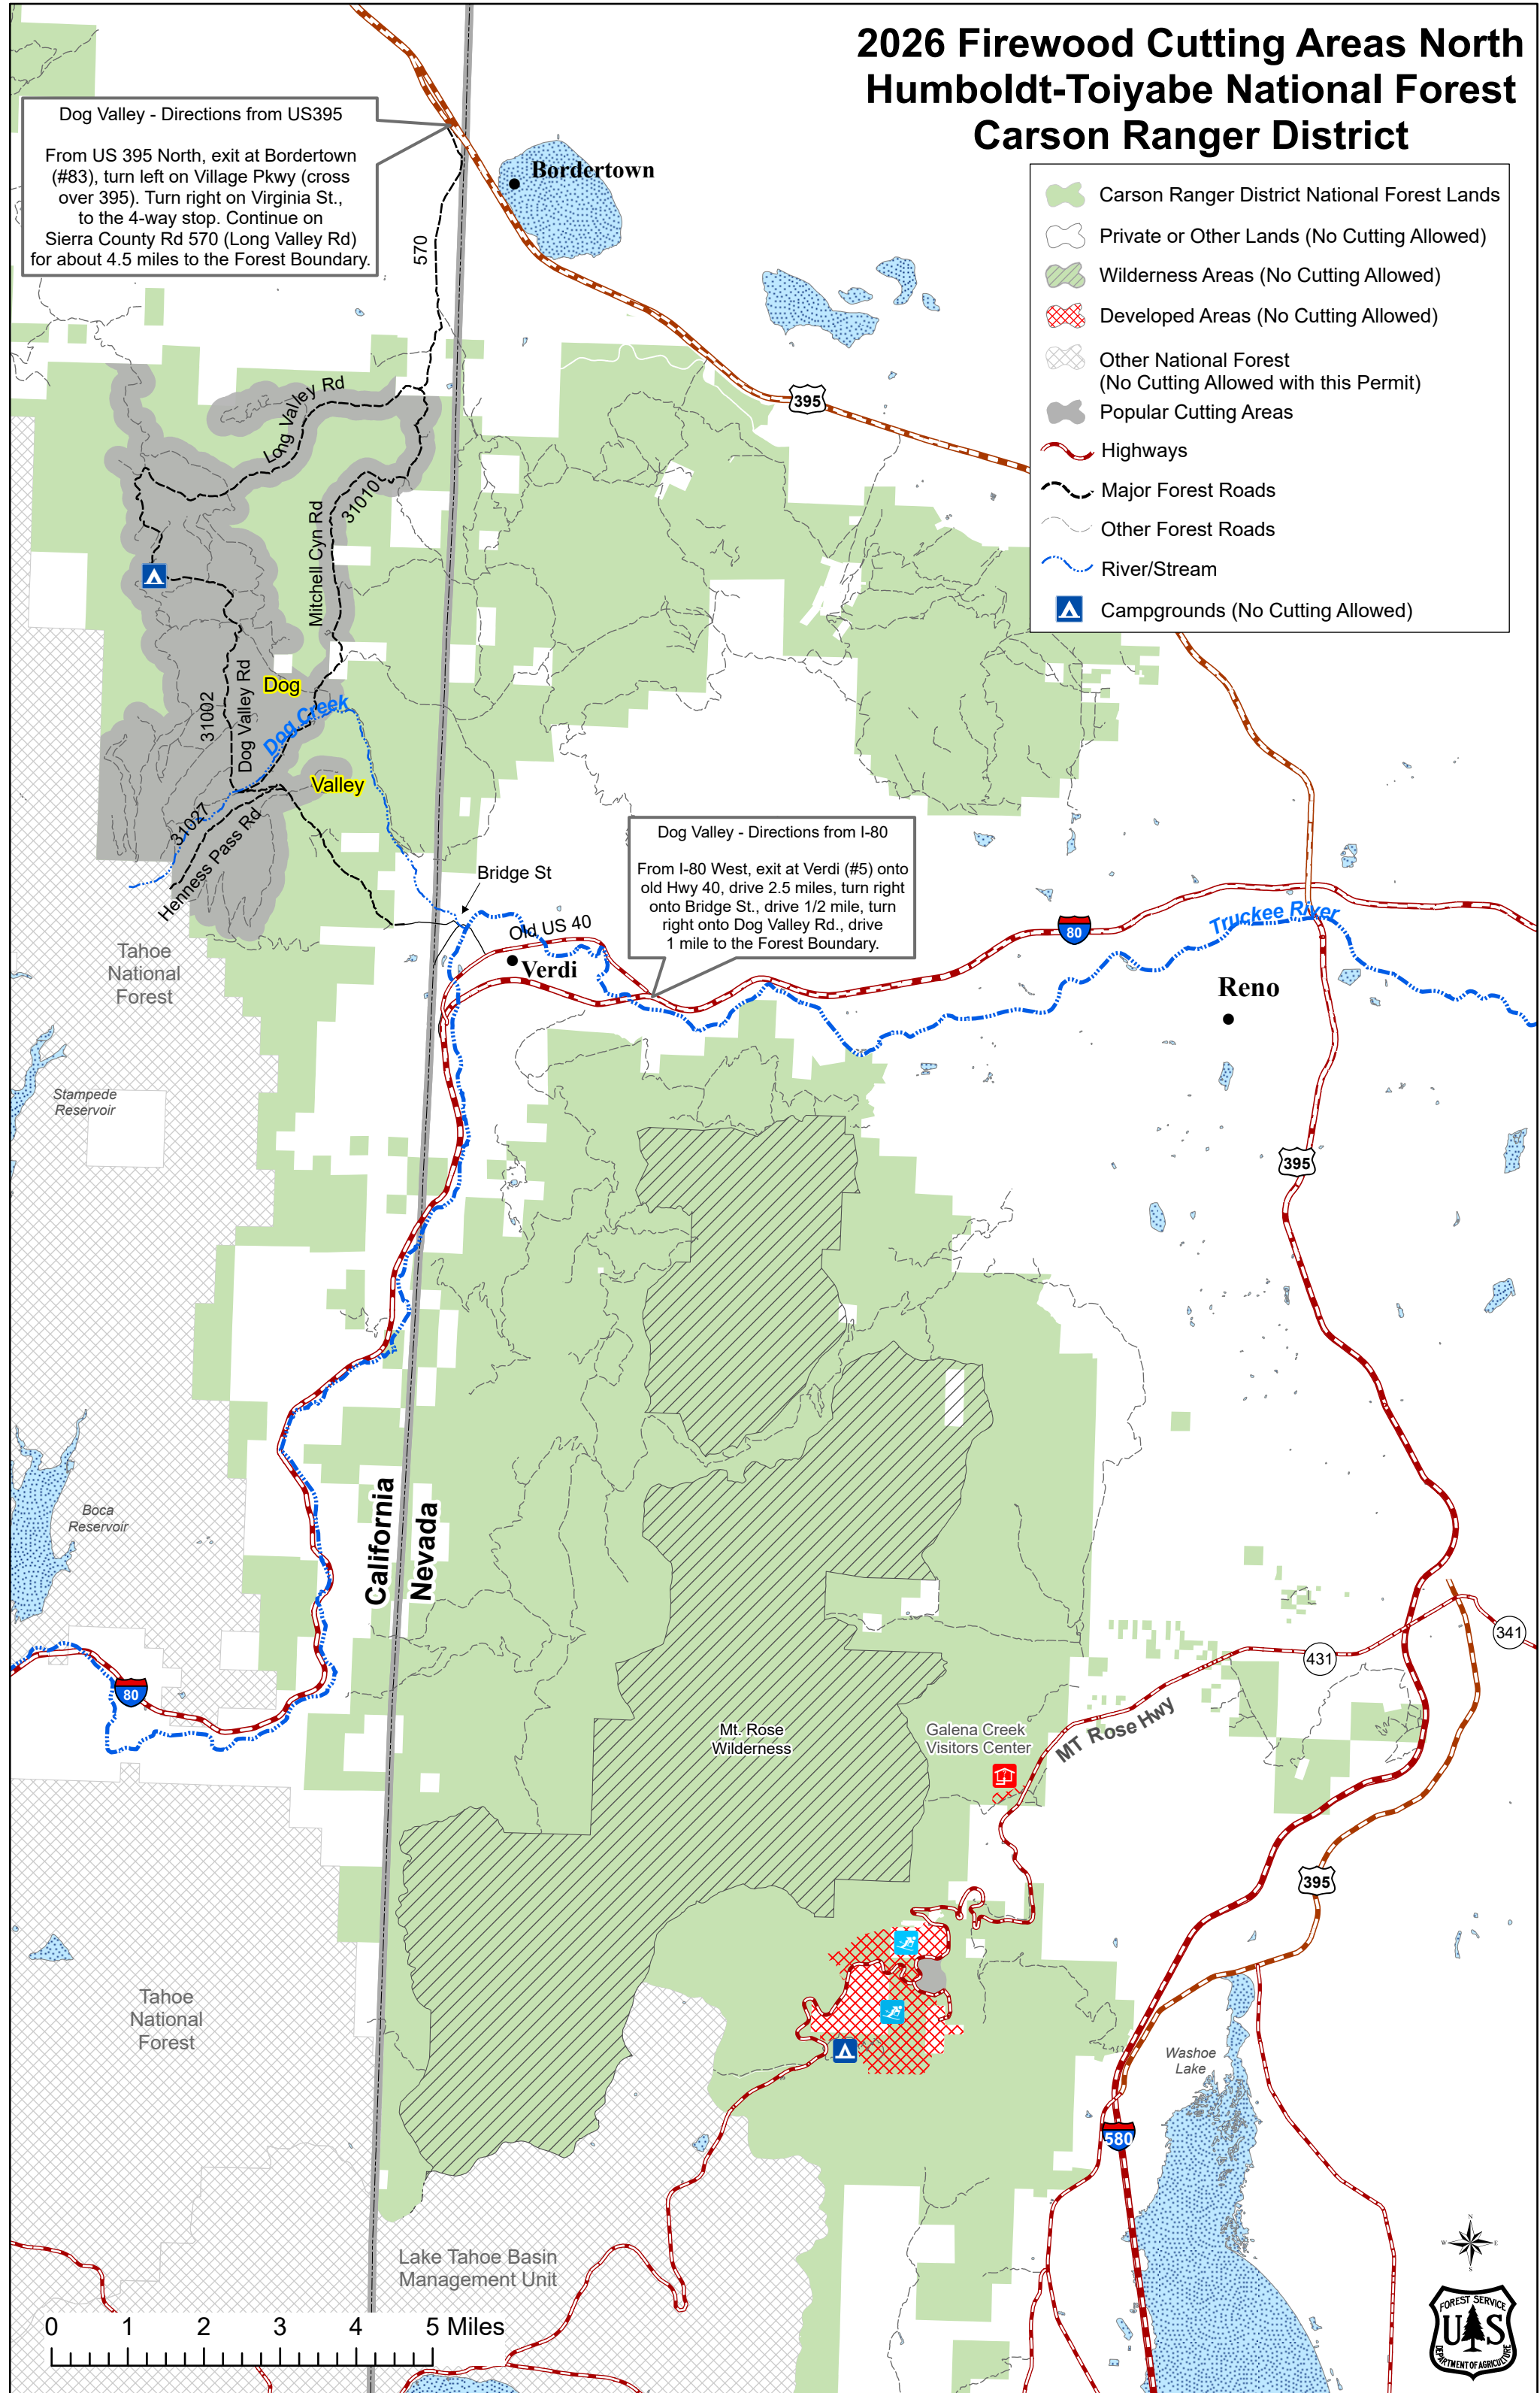 2026 Firewood Cutting Areas North
Humboldt-Toiyabe National Forest
Carson Ranger District
Dog Valley - Directions from US395
From US 395 North, exit at Bordertown
(#83), turn left on Village Pkwy (cross
over 395). Turn right on Virginia St.,
to the 4-way stop. Continue on
Sierra County Rd 570 (Long Valley Rd)
for about 4.5 miles to the Forest Boundary.
Bordertown
570
Carson Ranger District National Forest Lands
Private or Other Lands (No Cutting Allowed)
Wilderness Areas (No Cutting Allowed)
Developed Areas (No Cutting Allowed)
Other National Forest
(No Cutting Allowed with this Permit)
Popular Cutting Areas
Highways
Major Forest Roads
Other Forest Roads
River/Stream
Campgrounds (No Cutting Allowed)
395
Long Valley Rd
31010
Mitchell Cyn Rd
Dog
31002
Dog Valley Rd
Dog Creek
Valley
31027
Henness Pass Rd
Dog Valley - Directions from I-80
From I-80 West, exit at Verdi (#5) onto
old Hwy 40, drive 2.5 miles, turn right
onto Bridge St., drive 1/2 mile, turn
right onto Dog Valley Rd., drive
1 mile to the Forest Boundary.
Bridge St
Old US 40
Verdi
80
Truckee River
Reno
Tahoe
National
Forest
Stampede
Reservoir
395
California
Nevada
Boca
Reservoir
80
341
431
MT Rose Hwy
Mt. Rose
Wilderness
Galena Creek
Visitors Center
395
Tahoe
National
Forest
Washoe
Lake
580
Lake Tahoe Basin
Management Unit
0 1 2 3 4 5 Miles
N
W E
S
FOREST SERVICE
U S
DEPARTMENT OF AGRICULTURE